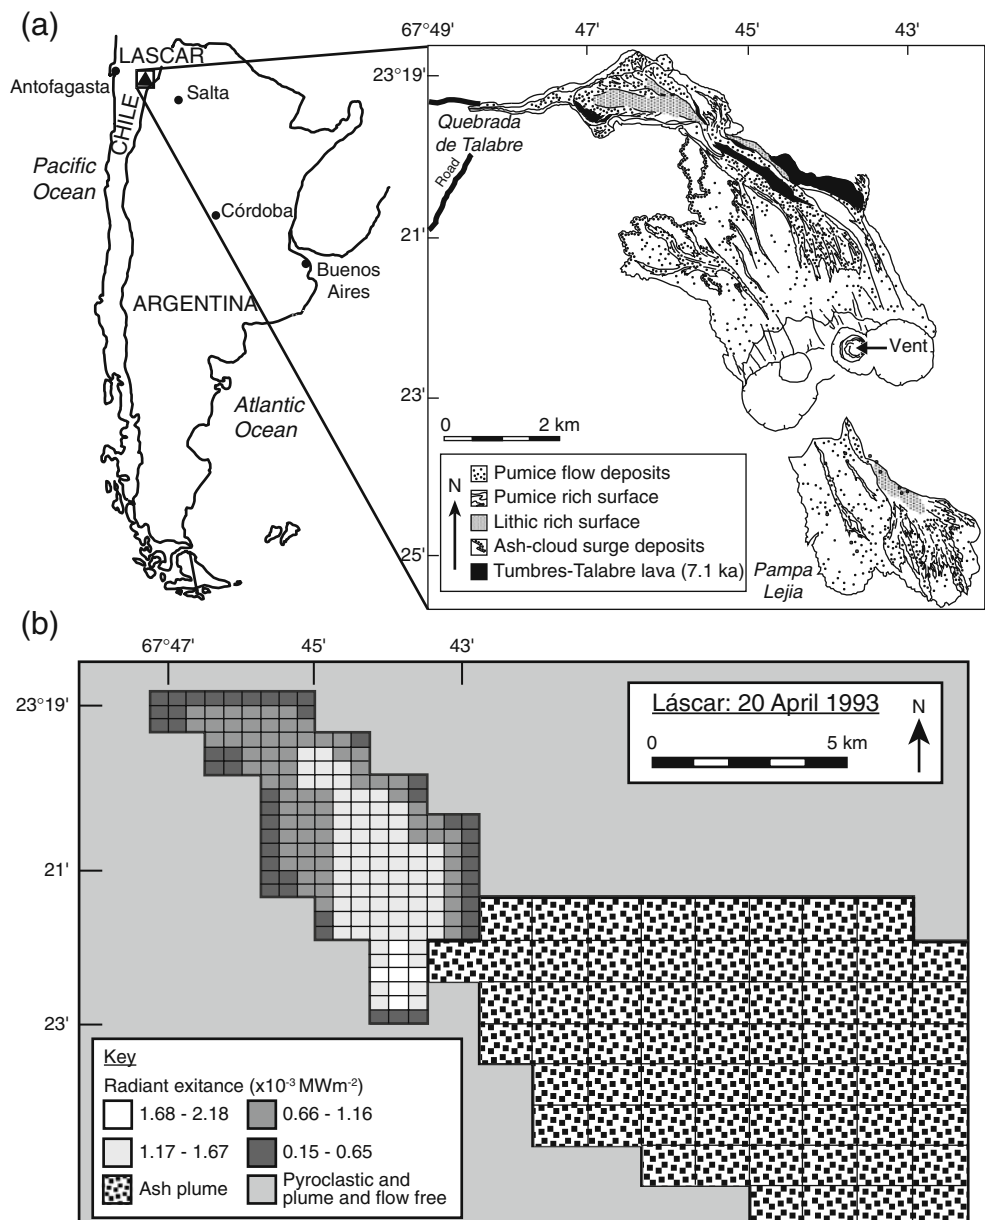 (a)
67°49'
47'
45'
43'
LASCAR
Antofagasta
Salta
CHILE
Pacific
Ocean
Córdoba
Buenos
Aires
ARGENTINA
Atlantic
Ocean
23°19'
21'
23'
25'
Quebrada
de Talabre
Road
Vent
0 2 km
N
Pumice flow deposits
Pumice rich surface
Lithic rich surface
Ash-cloud surge deposits
Tumbres-Talabre lava (7.1 ka)
Pampa
Lejia
(b)
67°47'
45'
43'
23°19'
21'
23'
Láscar: 20 April 1993
0 5 km
N
Key
Radiant exitance (x10⁻³ MWm⁻²)
1.68 - 2.18
0.66 - 1.16
1.17 - 1.67
0.15 - 0.65
Ash plume
Pyroclastic and
plume and flow free